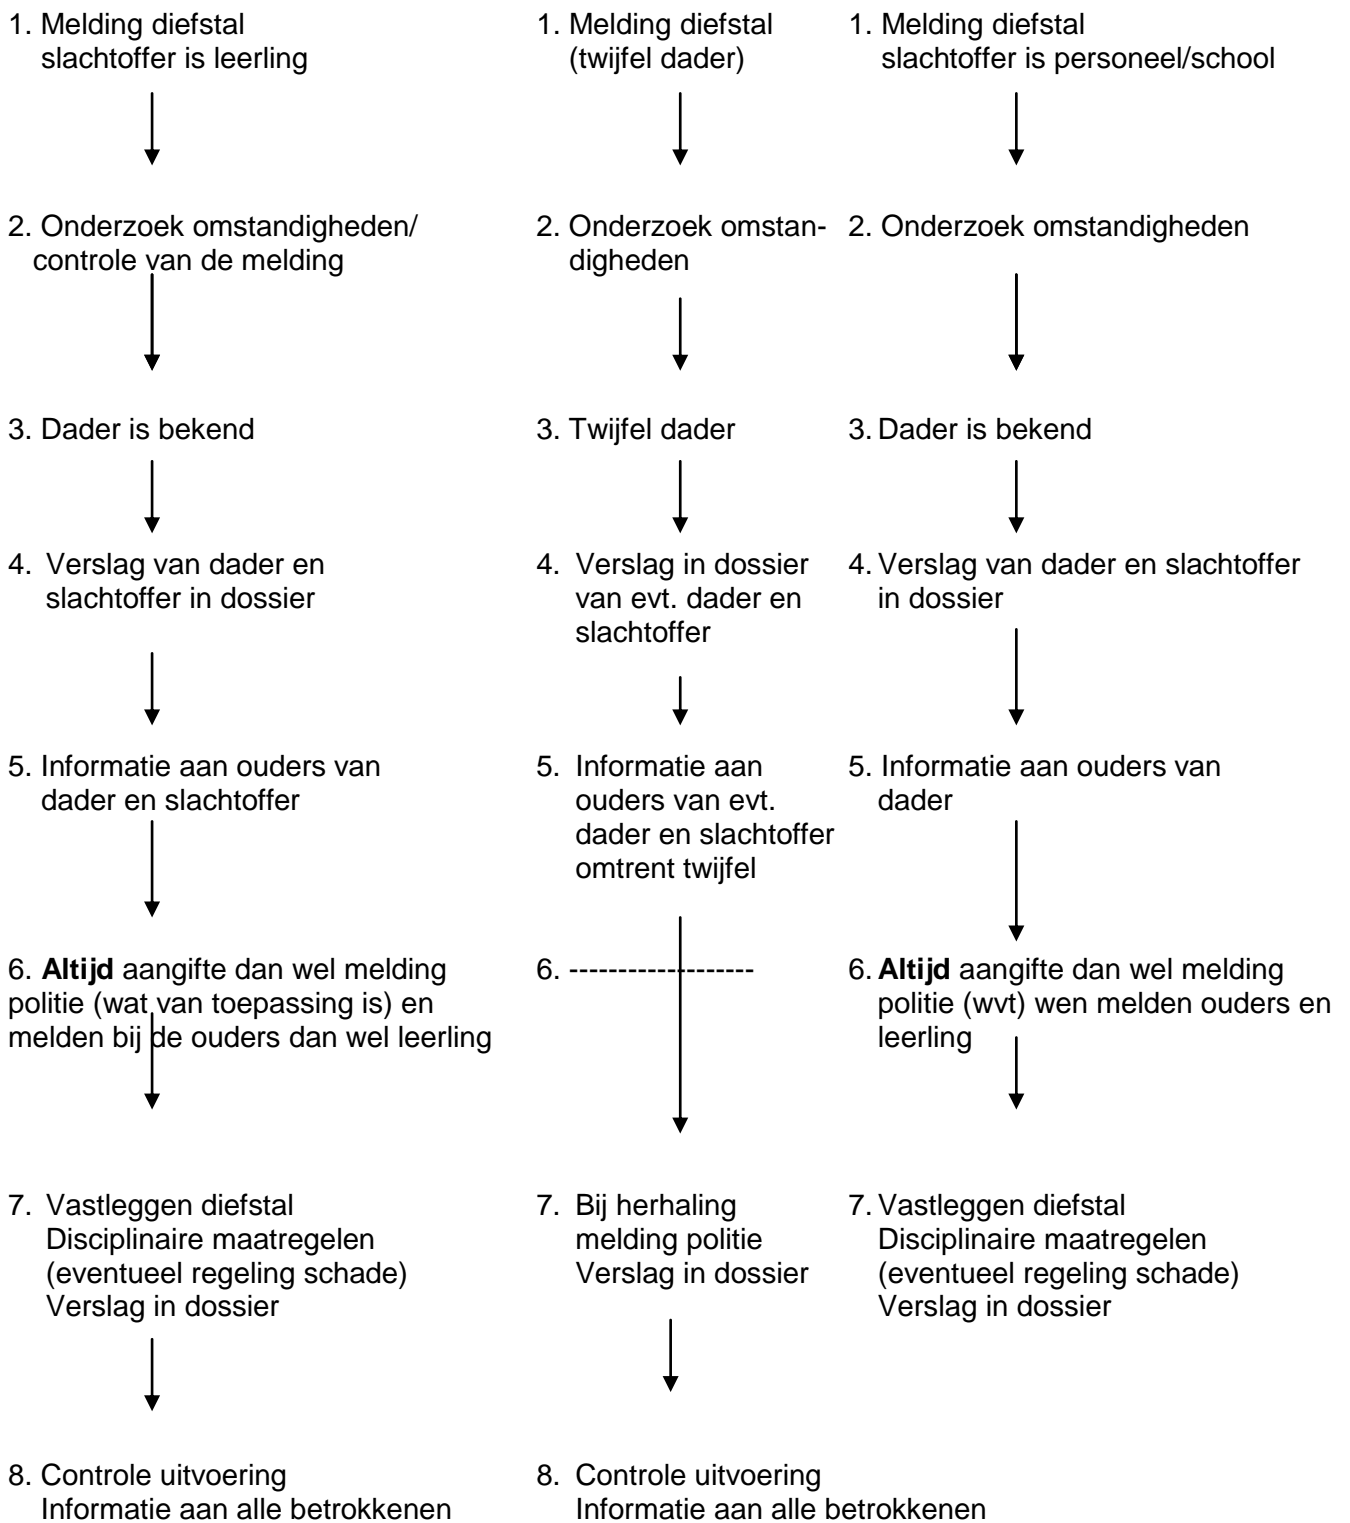 1. Melding diefstal
slachtoffer is leerling
2. Onderzoek omstandigheden/
controle van de melding
3. Dader is bekend
4. Verslag van dader en
slachtoffer in dossier
5. Informatie aan ouders van
dader en slachtoffer
6. Altijd aangifte dan wel melding
politie (wat van toepassing is) en
melden bij de ouders dan wel leerling
7. Vastleggen diefstal
Disciplinaire maatregelen
(eventueel regeling schade)
Verslag in dossier
8. Controle uitvoering
Informatie aan alle betrokkenen
1. Melding diefstal
(twijfel dader)
2. Onderzoek omstan-
digheden
3. Twijfel dader
4. Verslag in dossier
van evt. dader en
slachtoffer
5. Informatie aan
ouders van evt.
dader en slachtoffer
omtrent twijfel
6. -------------------
7. Bij herhaling
melding politie
Verslag in dossier
8. Controle uitvoering
Informatie aan alle betrokkenen
1. Melding diefstal
slachtoffer is personeel/school
2. Onderzoek omstandigheden
3. Dader is bekend
4. Verslag van dader en slachtoffer
in dossier
5. Informatie aan ouders van
dader
6. Altijd aangifte dan wel melding
politie (wvt) wen melden ouders en
leerling
7. Vastleggen diefstal
Disciplinaire maatregelen
(eventueel regeling schade)
Verslag in dossier